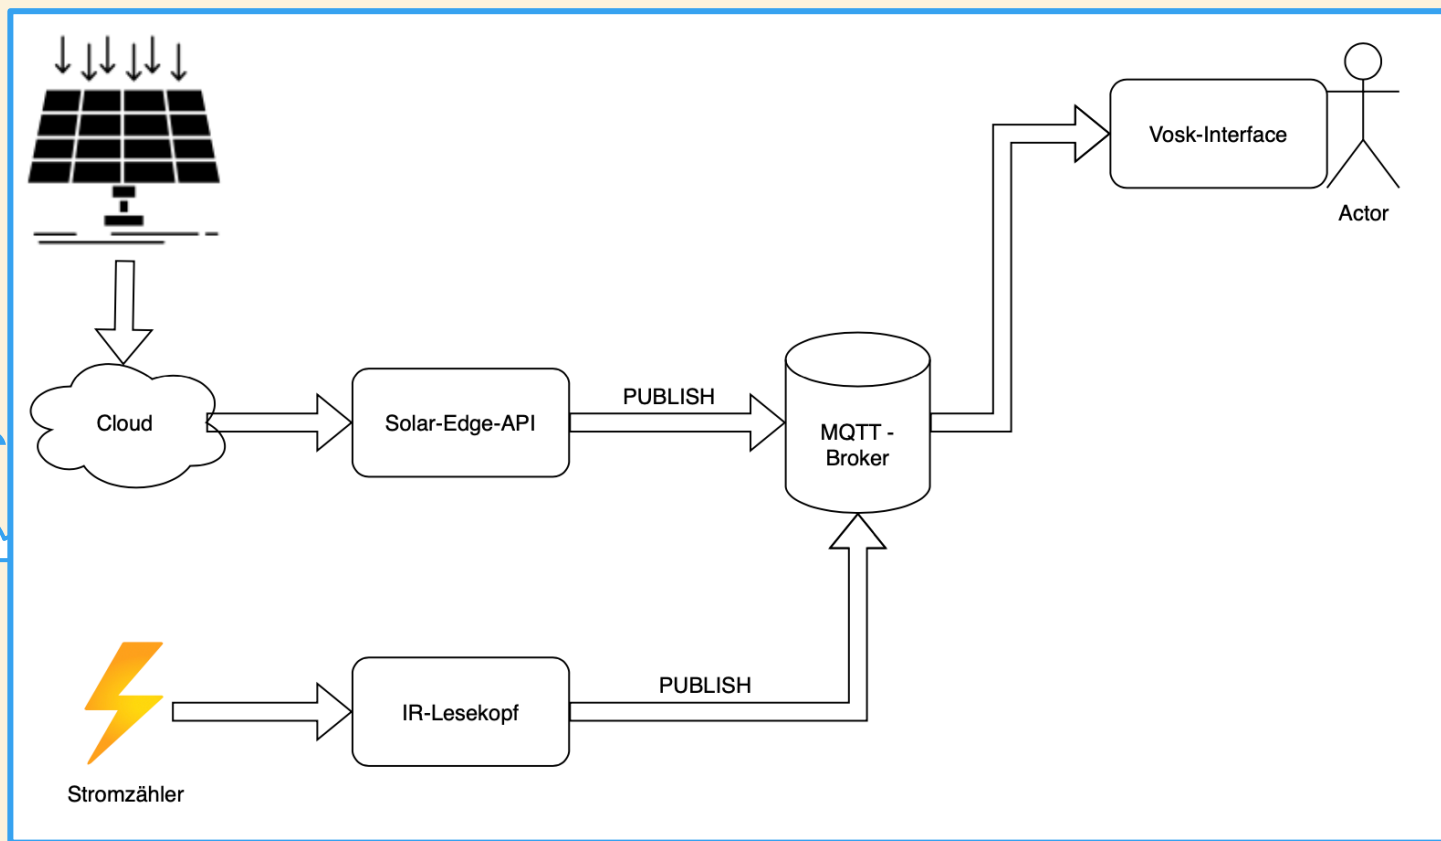 Vosk-Interface
Actor
Cloud
Solar-Edge-API
PUBLISH
MQTT -
Broker
PUBLISH
IR-Lesekopf
Stromzähler